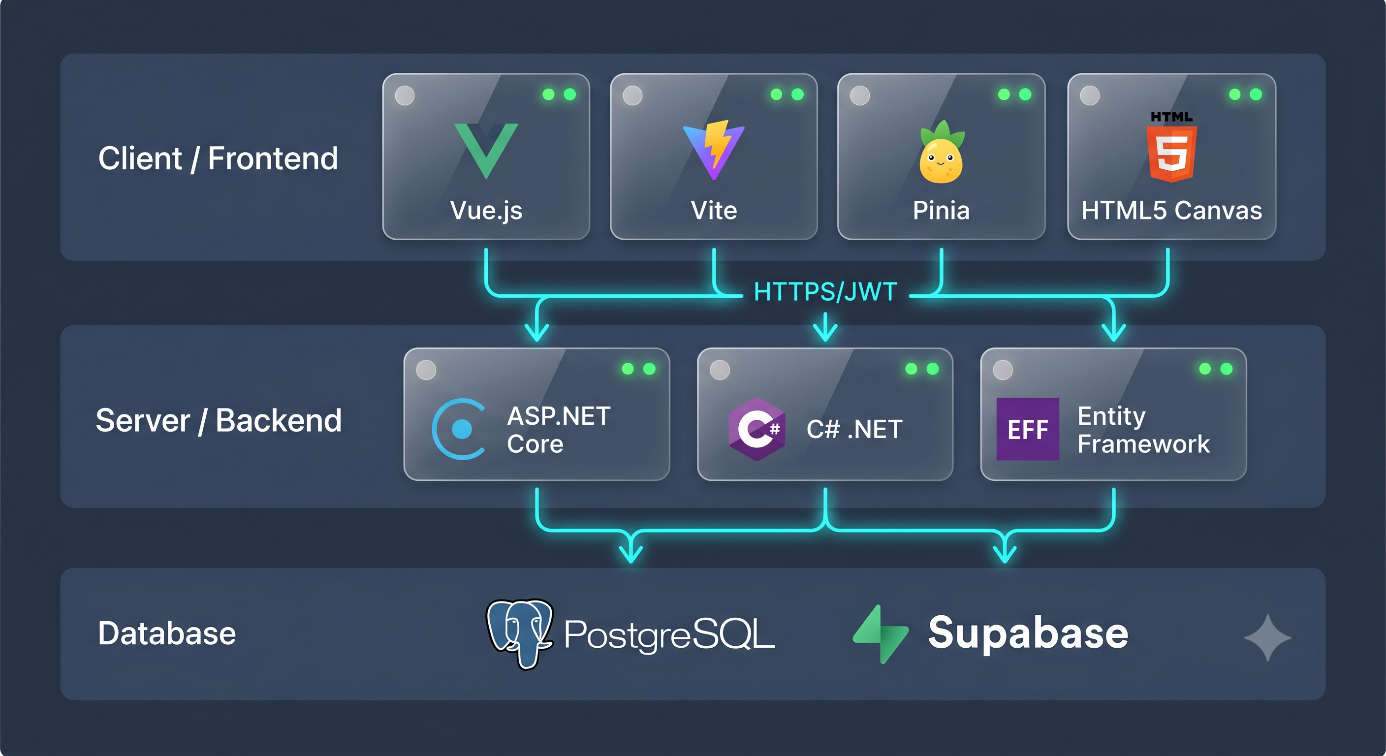 Client / Frontend
Vue.js
Vite
Pinia
HTML
5
HTML5 Canvas
HTTPS/JWT
Server / Backend
ASP.NET
Core
C#
C# .NET
EFF
Entity
Framework
Database
PostgreSQL
Supabase